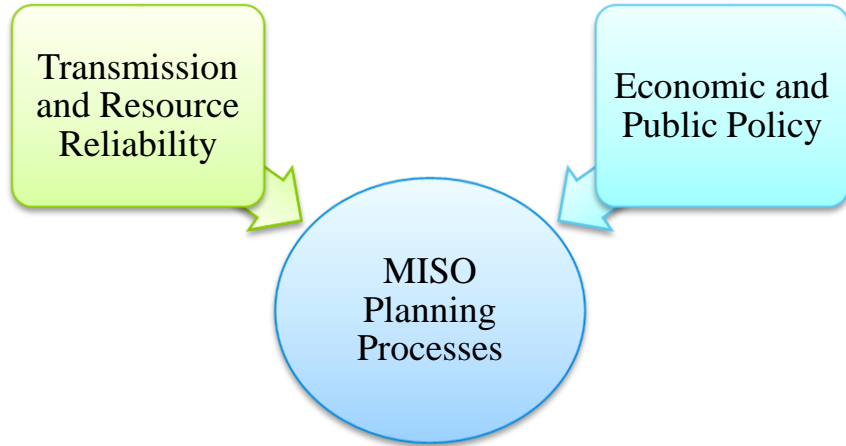 Transmission
and Resource
Reliability
Economic and
Public Policy
MISO
Planning
Processes